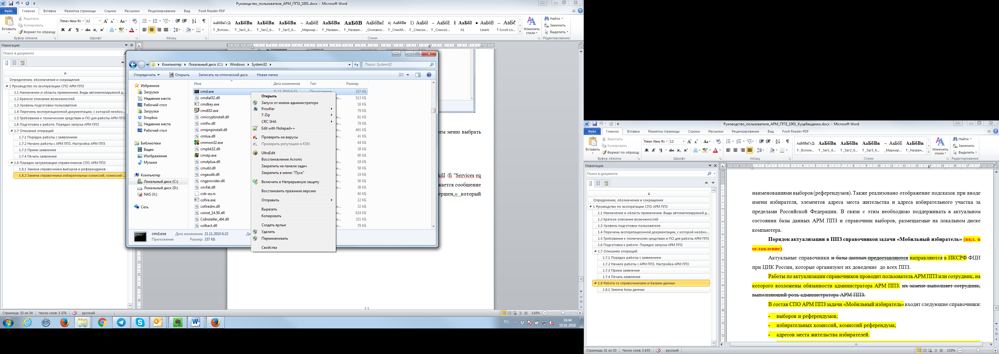 Руководство_пользователя_АРМ_ППЗ_1001.docx - Microsoft Word
Файл Главная Вставка Разметка страницы Ссылки Рассылки Рецензирование Вид Foxit Reader PDF
Вставить
Вырезать
Копировать
Формат по образцу
Буфер обмена
Times New Rc 12
Шрифт
Абзац
АаБбВвГгДд АаБбВв АаБбВв АаБбВв – АаБбЕ АаБбВв АаБбВ АаБбВвГ а) АаБбВв 1) АаБбІ – АаБбЕ 1 АаБбІ ● АаБбВ – АаБб
¶ _Вспом... ¶ _Заг1_6... ¶ _Заг2_6... ¶ _Заг3_6... _Маркир... ¶ _Назван... ¶ _Назван... ¶ _Осново... ¶ _СписМ... ¶ _Список... ¶ _Список... h1 Lmark ¶ Scroll Lis...
Изменить стили
Стили
Найти
Заменить
Выделить
Редактирование
Навигация
Поиск в документе
Определения, обозначения и сокращения
1 Руководство по эксплуатации СПО АРМ ППЗ
1.1 Назначение и область применения. Виды автоматизируемой д...
1.2 Краткое описание возможностей
1.3 Уровень подготовки пользователя
1.4 Перечень эксплуатационной документации, с которой необхо...
1.5 Требования к техническим средствам и ПО для работы АРМ ППЗ
1.6 Подготовка к работе. Порядок запуска АРМ ППЗ
1.7 Описание операций
1.7.1 Порядок работы с заявлением
1.7.2 Начало работы с АРМ ППЗ. Настройка АРМ ППЗ
1.7.3 Прием заявления
1.7.4 Печать заявления
1.8 Порядок актуализации справочников СПО АРМ ППЗ
1.8.1 Замена справочника выборов и референдумов
1.8.2 Замена справочника избирательных комиссий, комиссий ...
Компьютер Локальный диск (C:) Windows System32
Поиск: System32
Упорядочить Открыть Записать на оптический диск Новая папка
Избранное
Загрузки
Недавние места
Рабочий стол
Загрузки
Dropbox
Недавние места
Рабочий стол
Библиотеки
Видео
Изображения
Музыка
Компьютер
Локальный диск (C:)
Локальный диск (D:)
NAS (X:)
Сеть
Имя Дата изменения Тип Размер
cmd.exe 21.11.2010 6:23 Приложение 337 КБ
cmdial32.dll 513 КБ
cmdkey.exe 16 КБ
cmdl32.exe 79 КБ
cmicryptinstall.dll 81 КБ
cmifw.dll 79 КБ
cmipnpinstall.dll 461 КБ
cmlua.dll 41 КБ
cmmon32.exe 44 КБ
cmpbk32.dll 28 КБ
cmstp.exe 90 КБ
cmstplua.dll 18 КБ
cmutil.dll 58 КБ
cngaudit.dll 19 КБ
cngprovider.dll 56 КБ
cnvfat.dll 38 КБ
cob-au.rs 40 КБ
cofire.exe 22 КБ
cofiredm.dll 32 КБ
coinst_14.50.dll 824 КБ
CoInstaller_x64.dll 321 КБ
colbact.dll 79 КБ
Открыть
Запуск от имени администратора
Proxifier
7-Zip
CRC SHA
Edit with Notepad++
Проверить на вирусы
Проверить репутацию в KSN
UltraEdit
Восстановление Acronis
Закрепить на панели задач
Закрепить в меню "Пуск"
Включить в Непрерывную защиту
Восстановить прежнюю версию
Отправить
Вырезать
Копировать
Создать ярлык
Удалить
Переименовать
Свойства
cmd.exe Дата изменения: 21.11.2010 6:23
Приложение Размер: 337 КБ
ем меню выбрать
kill /fi "Services eq
жается сообщение
ершен.» который
33
Страница: 33 из 34 Число слов: 3 378 русский 110%
RU 16:44
10.01.2018
Руководство_пользователя_АРМ_ППЗ_1001_Куцебещенко.docx - Microsoft Word
Файл Главная Вставка Разметка страницы Ссылки Рассылки Рецензирование Вид Foxit Reader PDF
Вставить
Вырезать
Копировать
Формат по образцу
Буфер обмена
Times New Rc 12
Шрифт
Абзац
АаБбВвГгДд АаБбВв АаБбВв АаБбВв – АаБбЕ АаБбВв
¶ _Вспом... ¶ _Заг1_6... ¶ _Заг2_6... ¶ _Заг3_6... _Маркир... ¶ _Назван...
Изменить стили
Стили
Найти
Заменить
Выделить
Редактирование
Навигация
Поиск в документе
Определения, обозначения и сокращения
1 Руководство по эксплуатации СПО АРМ ППЗ
1.1 Назначение и область применения. Виды автоматизируемой д...
1.2 Краткое описание возможностей
1.3 Уровень подготовки пользователя
1.4 Перечень эксплуатационной документации, с которой необхо...
1.5 Требования к техническим средствам и ПО для работы АРМ ППЗ
1.6 Подготовка к работе. Порядок запуска АРМ ППЗ
1.7 Описание операций
1.7.1 Порядок работы с заявлением
1.7.2 Начало работы с АРМ ППЗ. Настройка АРМ ППЗ
1.7.3 Прием заявления
1.7.4 Печать заявления
1.8 Работа со справочниками и базами данных
1.8.1 Замена базы данных
наименованиями выборов (референдумов). Также реализовано отображение подсказок при вводе
имени избирателя, элементов адреса места жительства и адреса избирательного участка за
пределами Российской Федерации. В связи с этим необходимо поддерживать в актуальном
состоянии базы данных АРМ ППЗ и справочник выборов, размещаемые на локальном диске
компьютера.
Порядок актуализации в ППЗ справочников задачи «Мобильный избиратель» (вкл. в
оглавление)
Актуальные справочники и базы данных предоставляются направляются в ИКСРФ ФЦИ
при ЦИК России, которые организуют их доведение до всех ППЗ.
Работы по актуализации справочников проводит пользователь АРМ ППЗ или сотрудник, на
которого возложены обязанности администратора АРМ ППЗ. их замене выполняет сотрудник,
выполняющий роль администратора АРМ ППЗ.
В состав СПО АРМ ППЗ задачи «Мобильный избиратель» входят следующие справочники:
- выборов и референдумов;
- избирательных комиссий, комиссий референдума;
- адресов места жительства избирателей.
Страница: 31 из 33 Число слов: 3 655 русский 110%